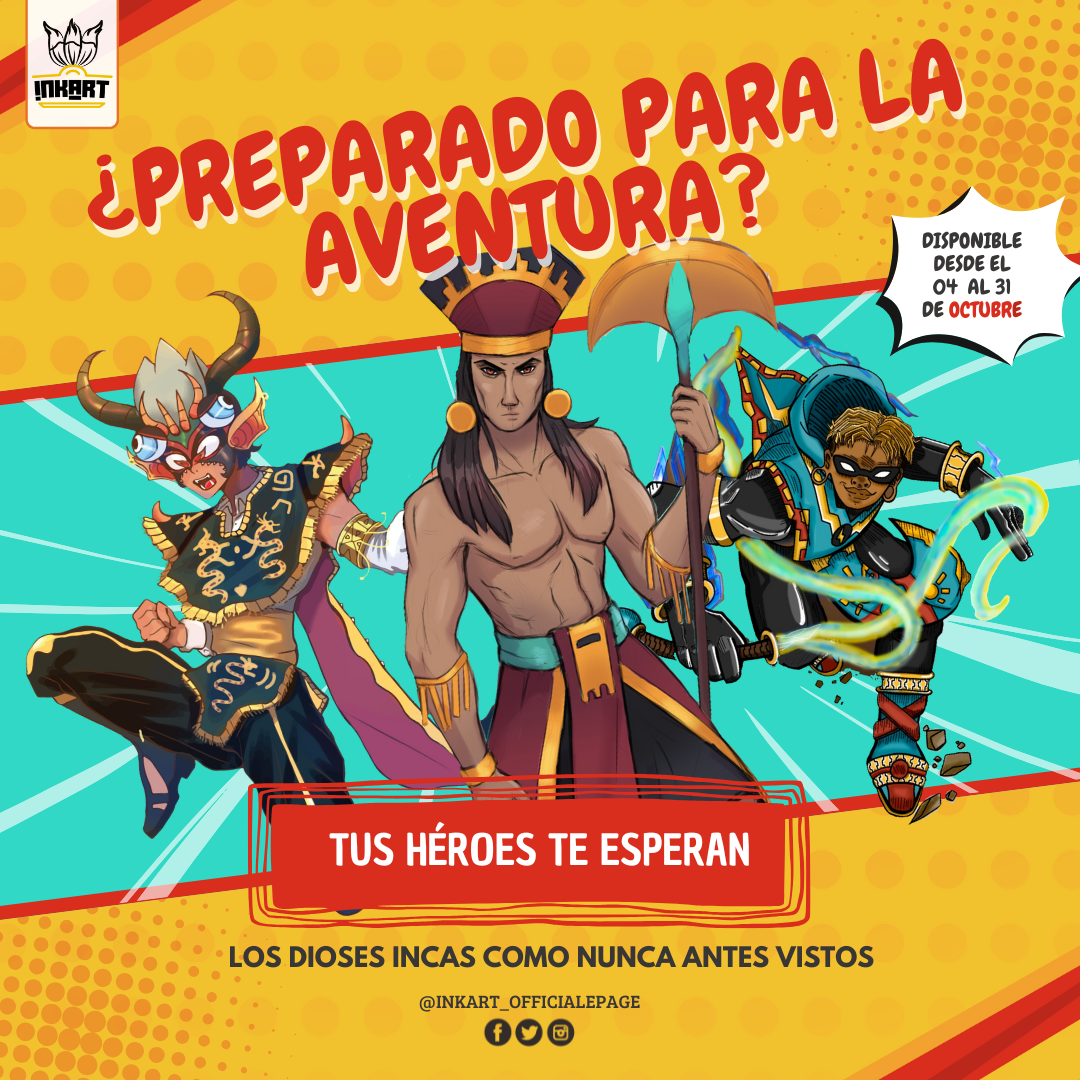 INKART
¿PREPARADO PARA LA
AVENTURA?
DISPONIBLE
DESDE EL
04 AL 31
DE OCTUBRE
TUS HÉROES TE ESPERAN
LOS DIOSES INCAS COMO NUNCA ANTES VISTOS
@INKART_OFFICIALEPAGE